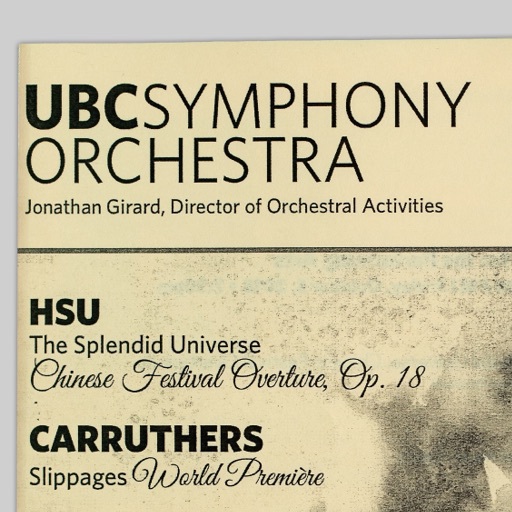 UBCSYMPHONY
ORCHESTRA
Jonathan Girard, Director of Orchestral Activities
HSU
The Splendid Universe
Chinese Festival Overture, Op. 18
CARRUTHERS
Slippages World Première